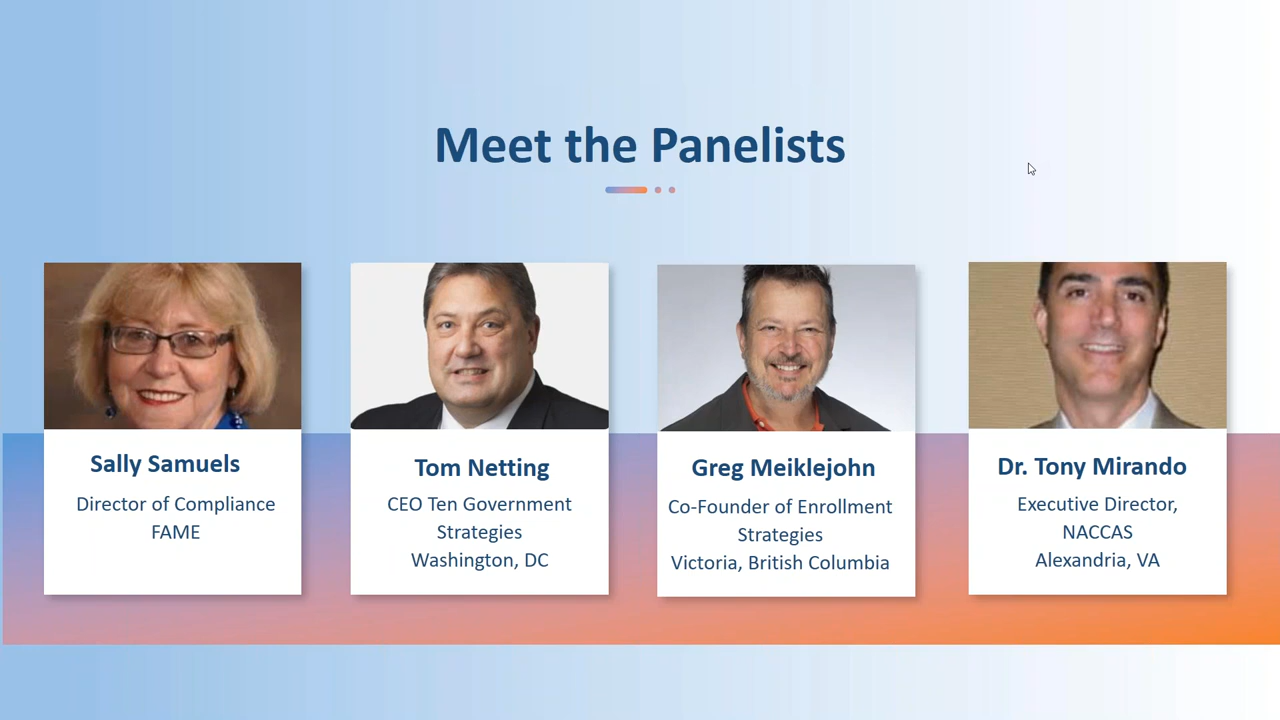 Meet the Panelists
Sally Samuels
Director of Compliance
FAME
Tom Netting
CEO Ten Government
Strategies
Washington, DC
Greg Meiklejohn
Co-Founder of Enrollment
Strategies
Victoria, British Columbia
Dr. Tony Mirando
Executive Director,
NACCAS
Alexandria, VA